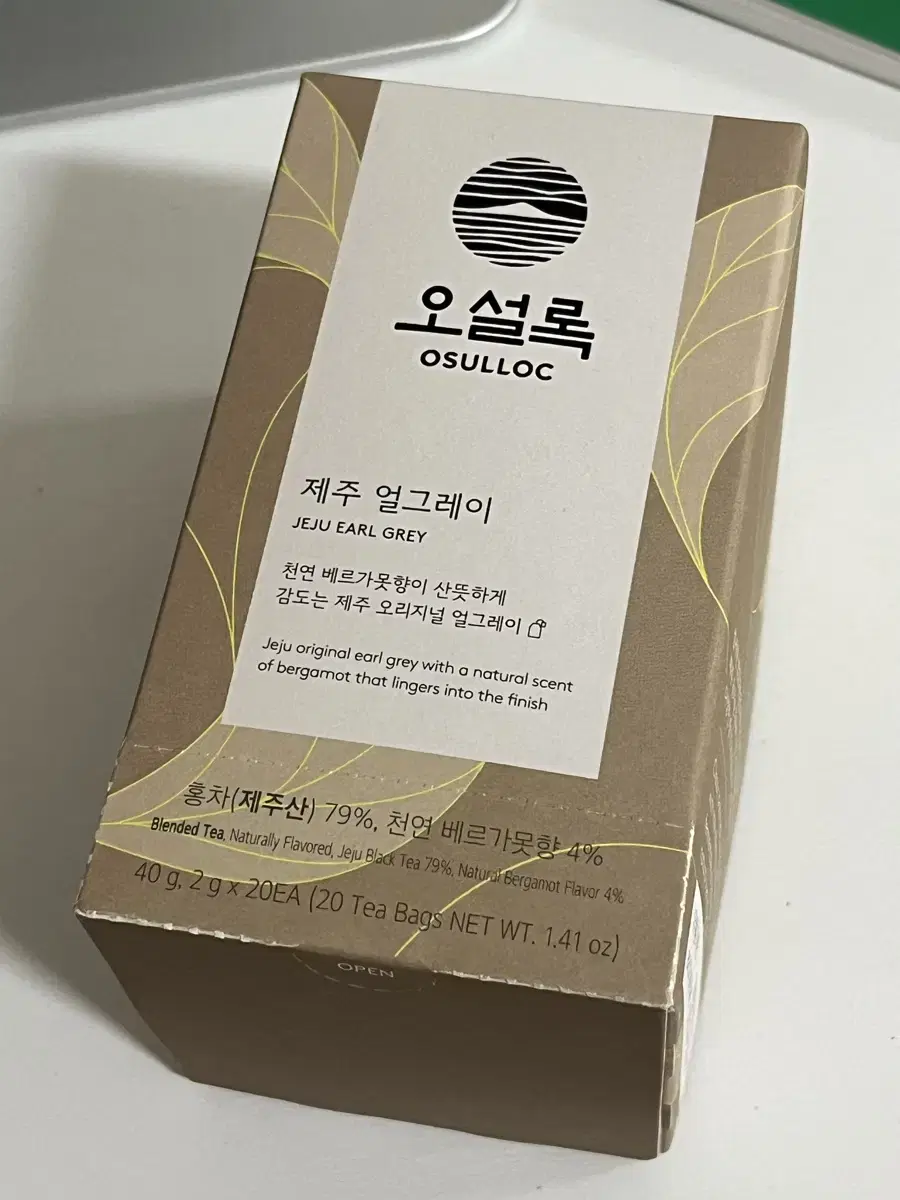 오설록
OSULLOC
제주 얼그레이
JEJU EARL GREY
천연 베르가못향이 산뜻하게
감도는 제주 오리지널 얼그레이
Jeju original earl grey with a natural scent
of bergamot that lingers into the finish
홍차(제주산) 79%, 천연 베르가못향 4%
Blended Tea, Naturally Flavored, Jeju Black Tea 79%, Natural Bergamot Flavor 4%
40 g, 2 g x 20EA (20 Tea Bags NET WT. 1.41 oz)
OPEN